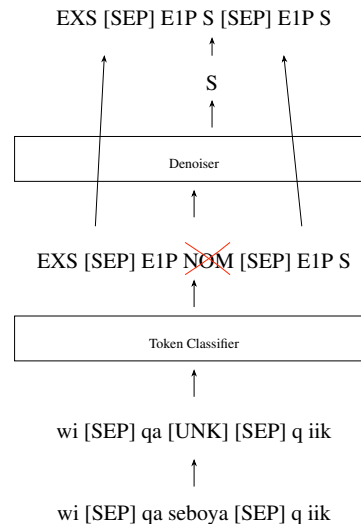 EXS [SEP] E1P S [SEP] E1P S
S
Denoiser
EXS [SEP] E1P NOM [SEP] E1P S
Token Classifier
wi [SEP] qa [UNK] [SEP] q iik
wi [SEP] qa seboya [SEP] q iik